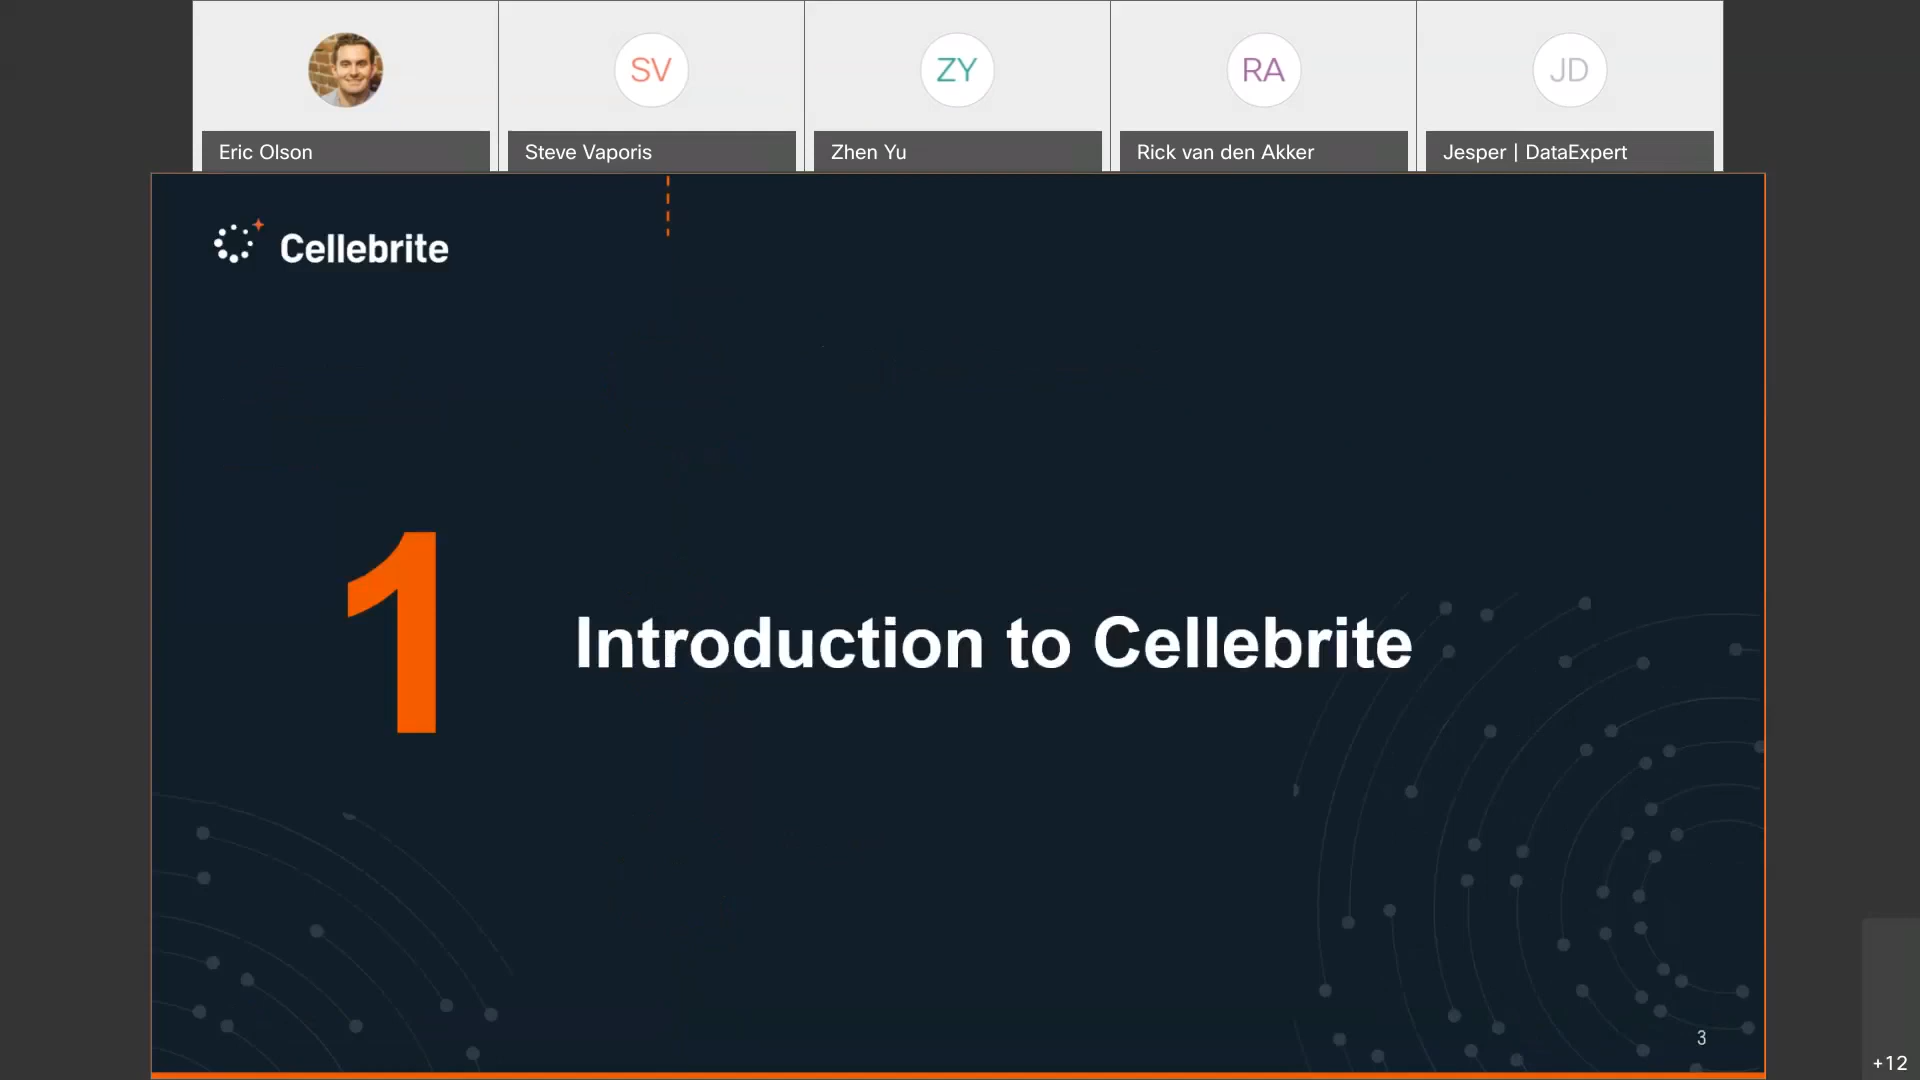 SV
ZY
RA
JD
Eric Olson
Steve Vaporis
Zhen Yu
Rick van den Akker
Jesper | DataExpert
Cellebrite
1
Introduction to Cellebrite
3
+12